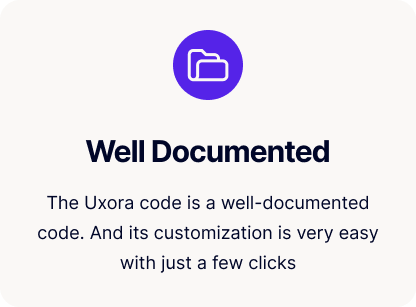 Well Documented
The Uxora code is a well-documented
code. And its customization is very easy
with just a few clicks